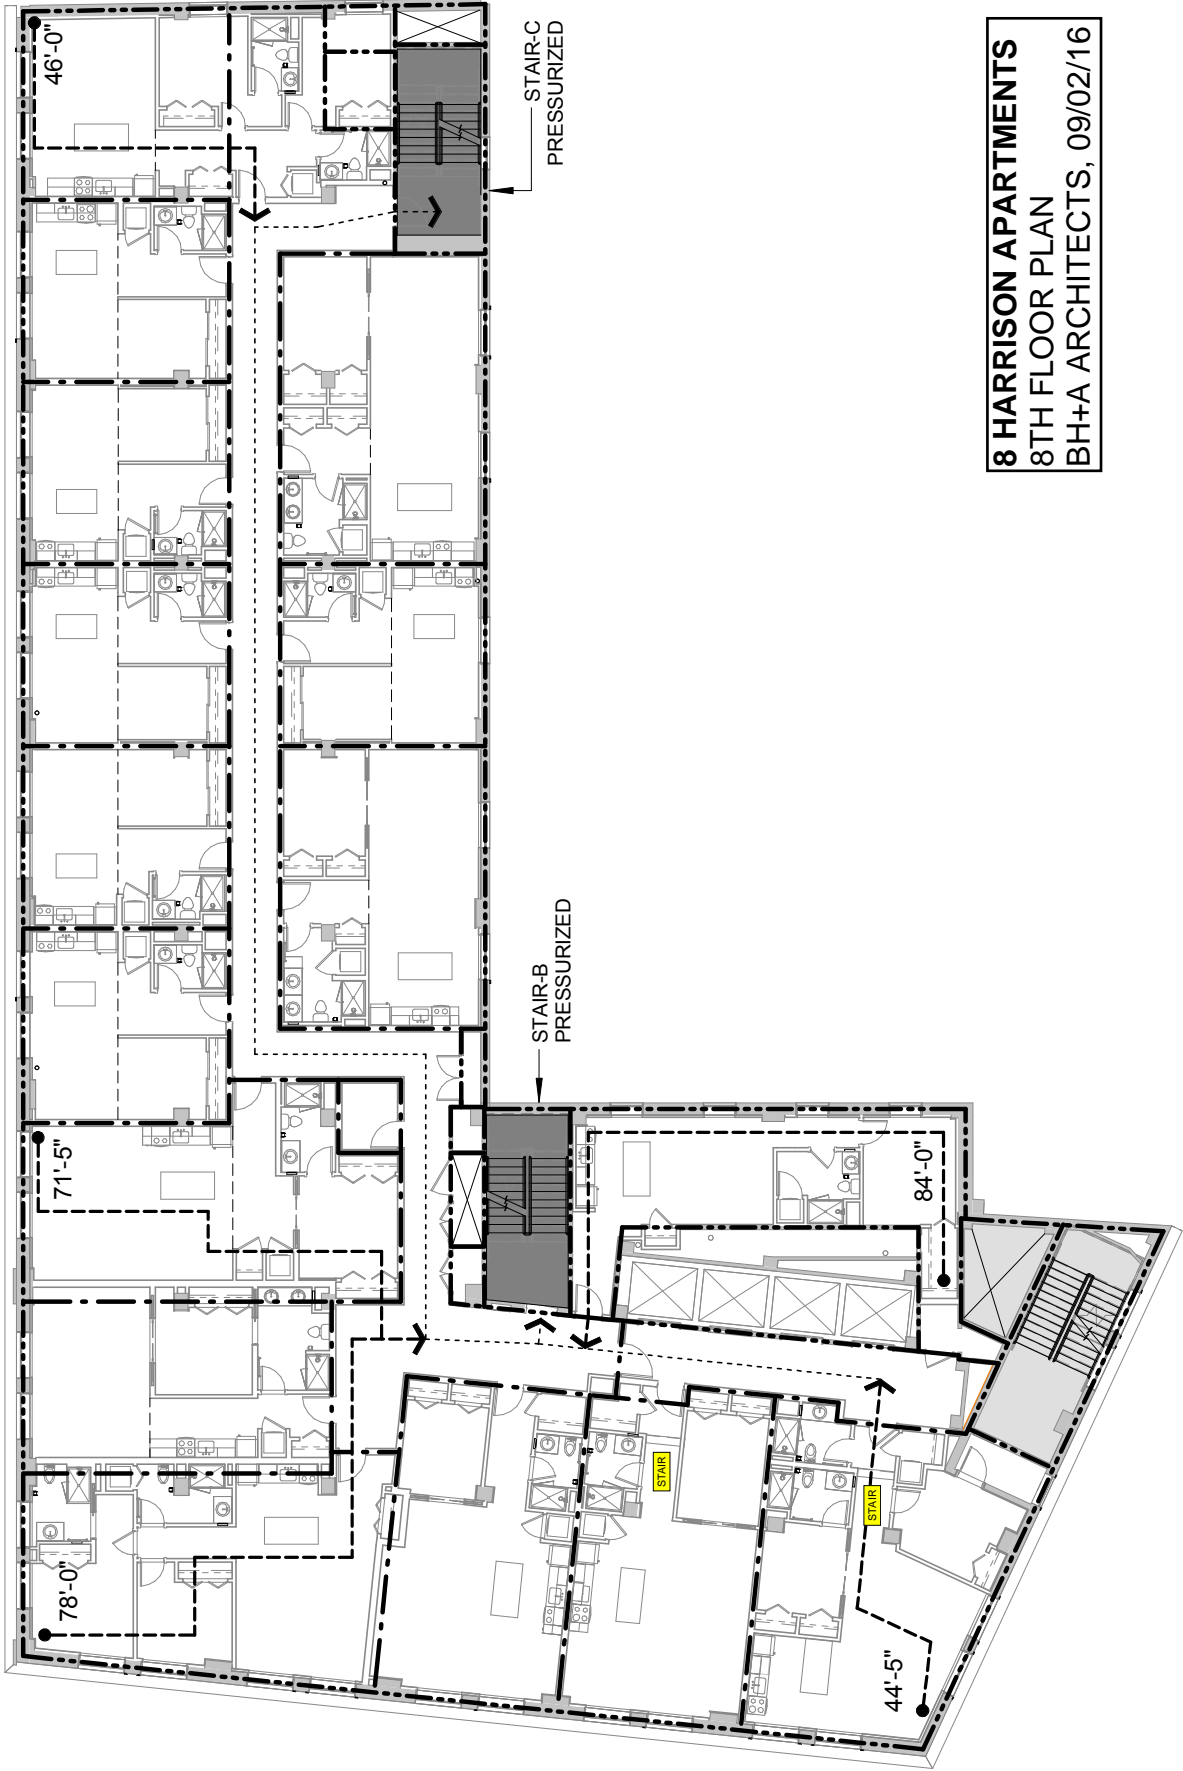 46'-0"
STAIR-C
PRESSURIZED
8 HARRISON APARTMENTS
8TH FLOOR PLAN
BH+A ARCHITECTS, 09/02/16
STAIR-B
PRESSURIZED
71'-5"
84'-0"
78'-0"
STAIR
STAIR
44'-5"